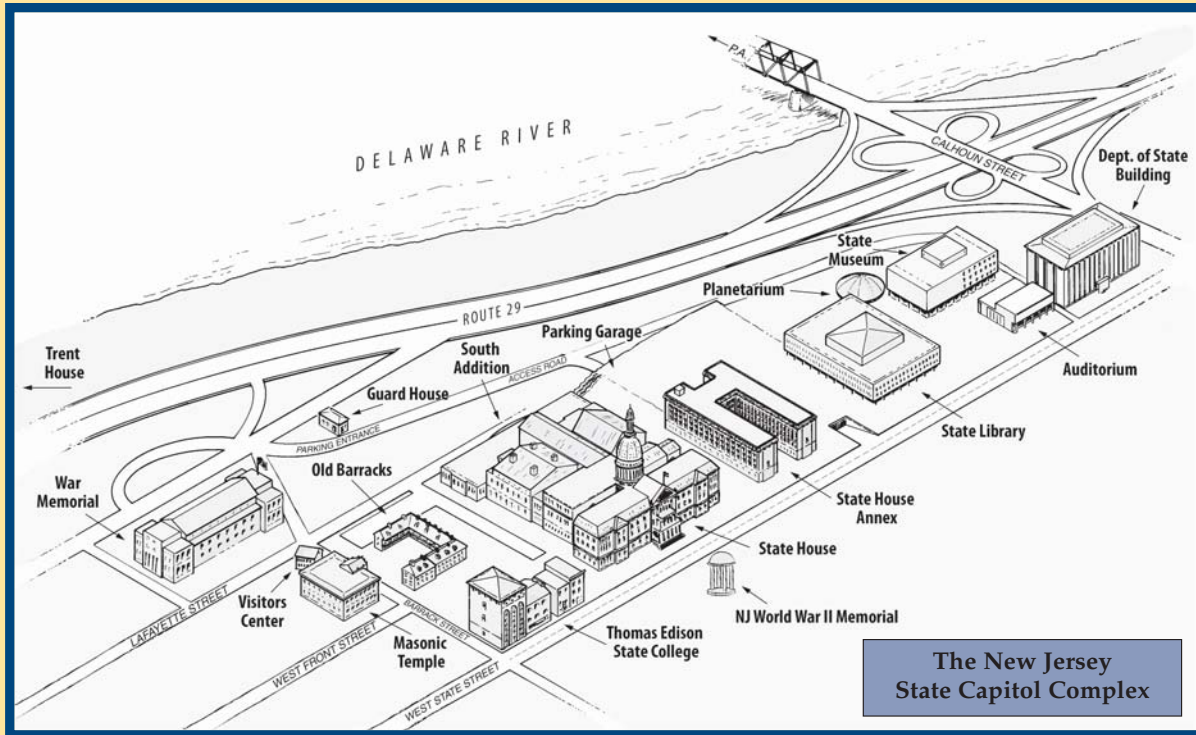 P.A.
DELAWARE RIVER
CALHOUN STREET
Dept. of State
Building
State
Museum
Planetarium
ROUTE 29
Parking Garage
South
Addition
ACCESS ROAD
Auditorium
Trent
House
Guard House
PARKING ENTRANCE
State Library
Old Barracks
War
Memorial
State House
Annex
State House
Visitors
Center
NJ World War II Memorial
LAFAYETTE STREET
BARRACK STREET
Masonic
Temple
Thomas Edison
State College
WEST FRONT STREET
WEST STATE STREET
The New Jersey
State Capitol Complex